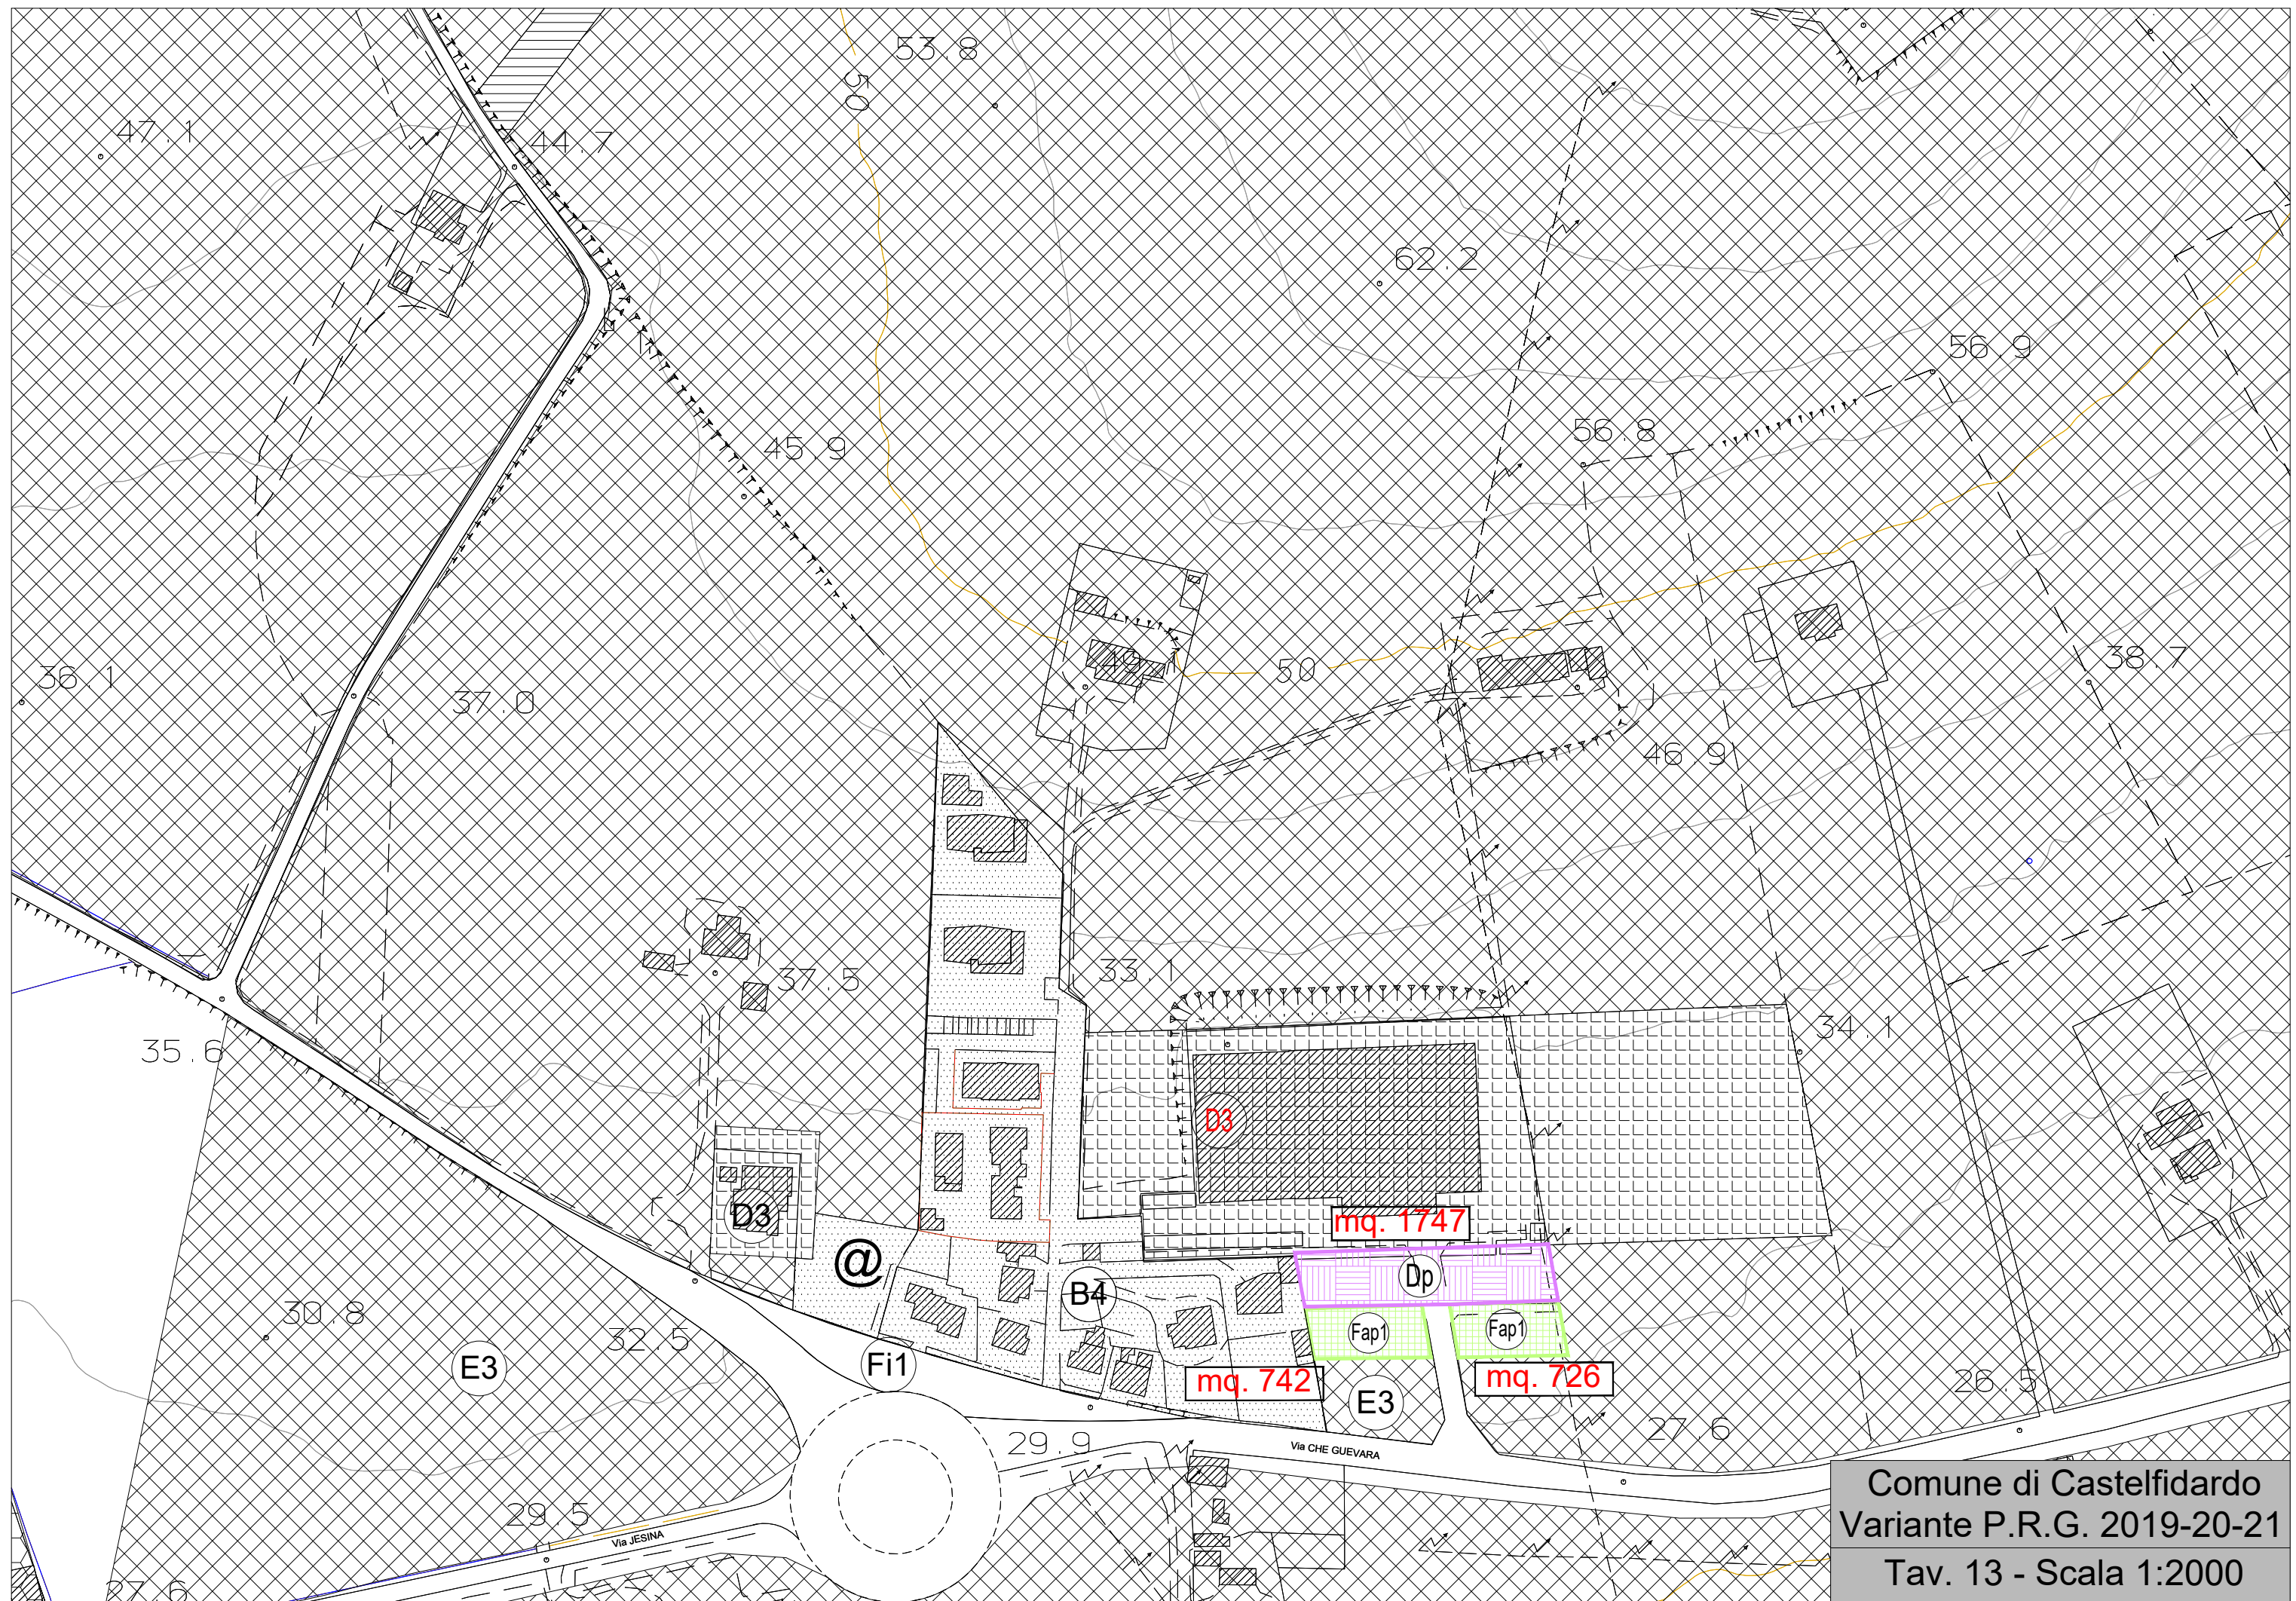 53.8
50
47.1
44.7
62.2
56.9
45.9
56.8
36.1
37.0
49.1
50
38.7
46.9
37.5
33.1
35.6
34.1
D3
D3
mq. 1747
@
B4
Dp
30.8
32.5
Fap1
Fap1
E3
Fi1
mq. 742
mq. 726
26.5
E3
29.9
27.6
Via CHE GUEVARA
29.5
Via JESINA
27.6
Comune di Castelfidardo
Variante P.R.G. 2019-20-21
Tav. 13 - Scala 1:2000